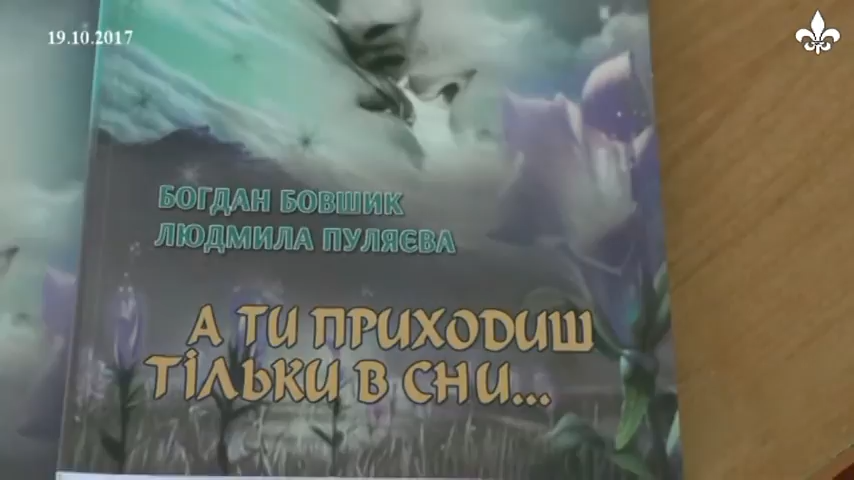 19.10.2017
БОГДАН БОВШИК
ЛЮДМИЛА ПУЛЯЄВА
А ТИ ПРИХОДИШ
ТІЛЬКИ В СНИ...